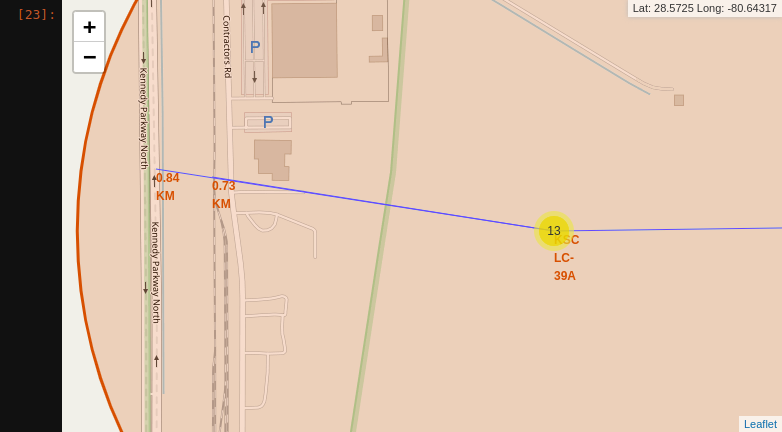 [23]:
+
−
Lat: 28.5725 Long: -80.64317
Kennedy Parkway North
Contractors Rd
P
P
0.84
KM
0.73
KM
Kennedy Parkway North
13
KSC
LC-
39A
Leaflet